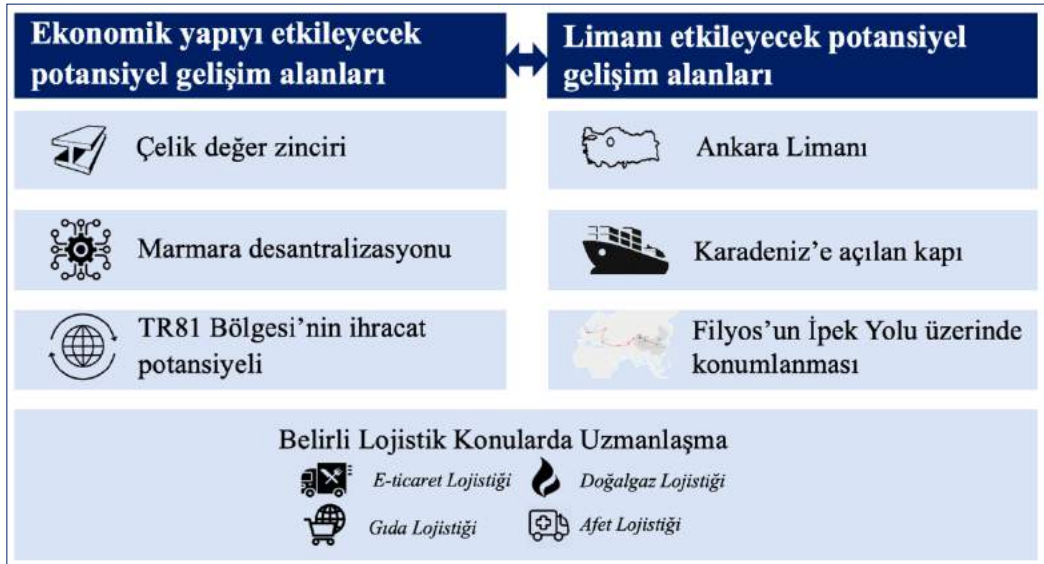 Ekonomik yapıyı etkileyecek
potansiyel gelişim alanları
Limanı etkileyecek potansiyel
gelişim alanları
Çelik değer zinciri
Ankara Limanı
Marmara desantralizasyonu
Karadeniz’e açılan kapı
TR81 Bölgesi’nin ihracat
potansiyeli
Filyos’un İpek Yolu üzerinde
konumlanması
Belirli Lojistik Konularda Uzmanlaşma
E-ticaret Lojistiği
Doğalgaz Lojistiği
Gıda Lojistiği
Afet Lojistiği